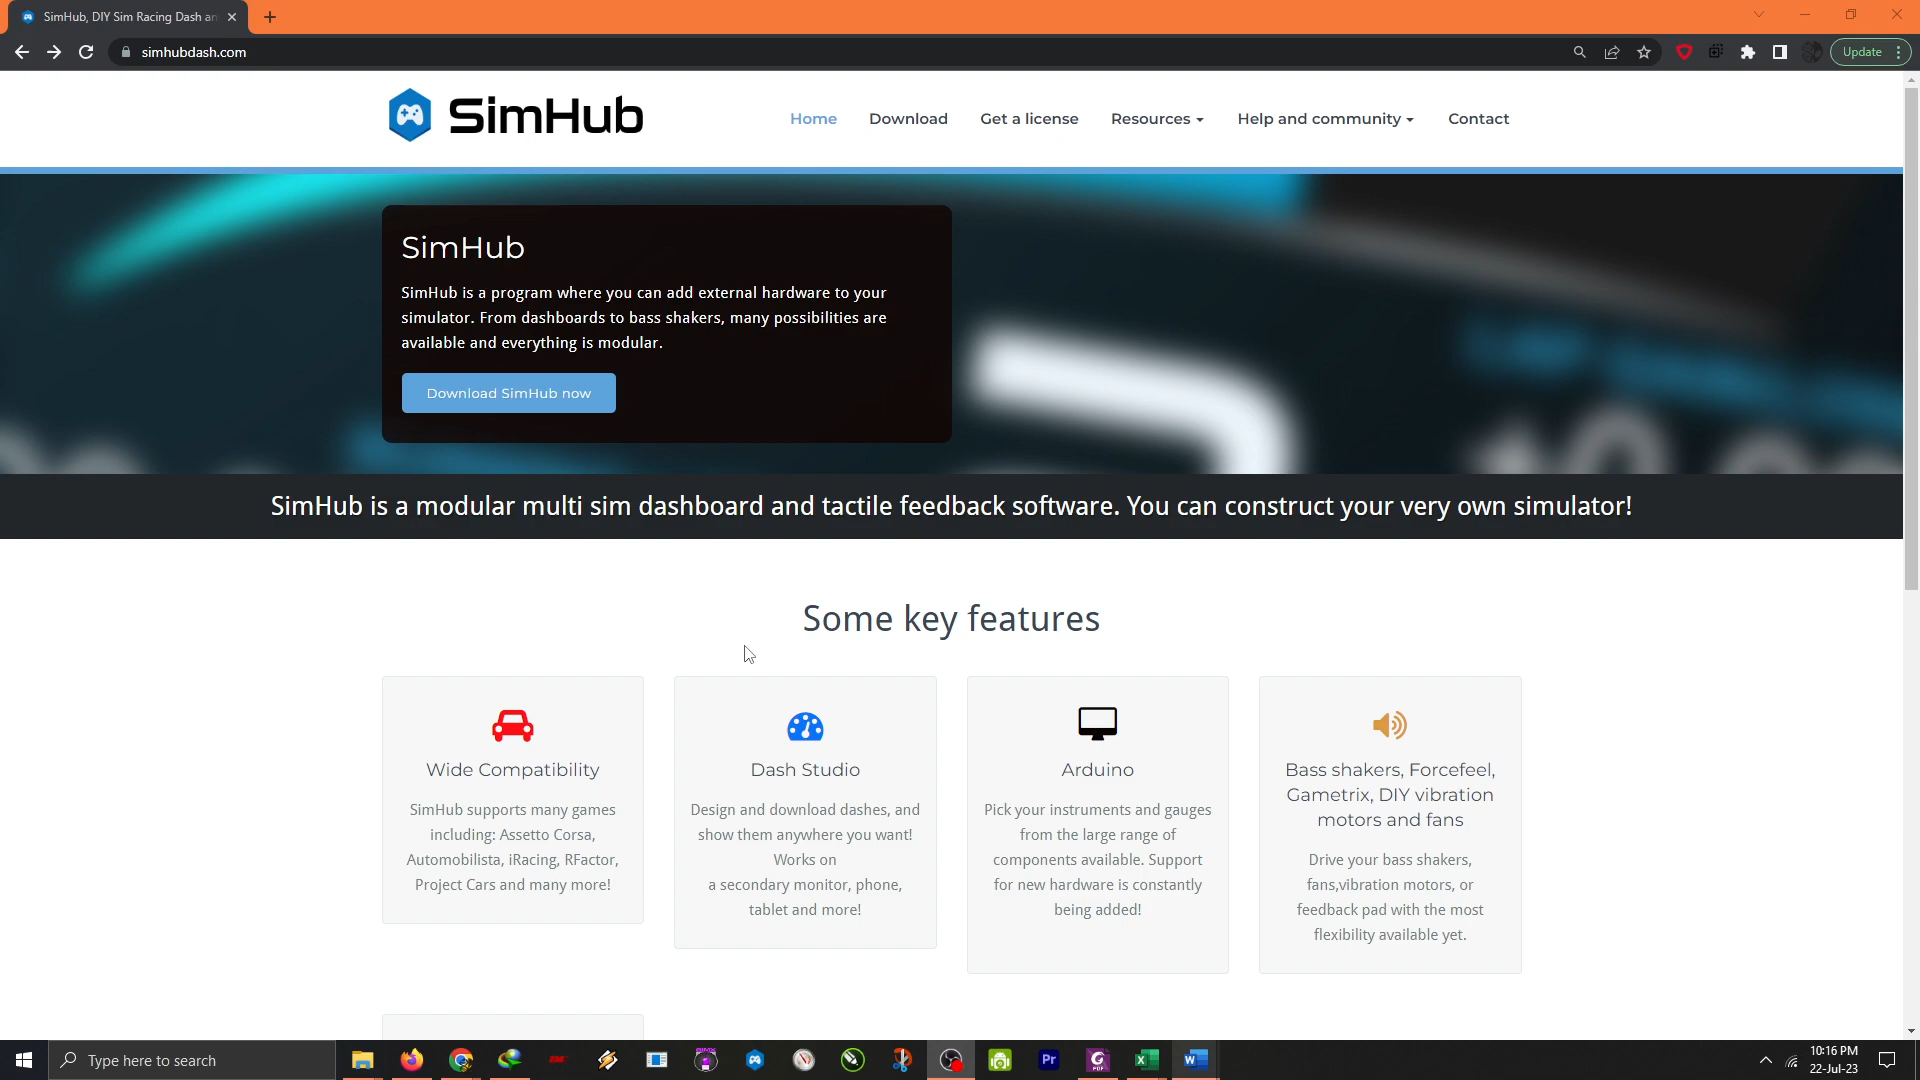 SimHub, DIY Sim Racing Dash an
simhubdash.com
Update
SimHub
Home
Download
Get a license
Resources
Help and community
Contact
SimHub
SimHub is a program where you can add external hardware to your
simulator. From dashboards to bass shakers, many possibilities are
available and everything is modular.
Download SimHub now
SimHub is a modular multi sim dashboard and tactile feedback software. You can construct your very own simulator!
Some key features
Wide Compatibility
SimHub supports many games
including: Assetto Corsa,
Automobilista, iRacing, RFactor,
Project Cars and many more!
Dash Studio
Design and download dashes, and
show them anywhere you want!
Works on
a secondary monitor, phone,
tablet and more!
Arduino
Pick your instruments and gauges
from the large range of
components available. Support
for new hardware is constantly
being added!
Bass shakers, Forcefeel,
Gametrix, DIY vibration
motors and fans
Drive your bass shakers,
fans,vibration motors, or
feedback pad with the most
flexibility available yet.
Type here to search
Pr
PDF
10:16 PM
22-Jul-23